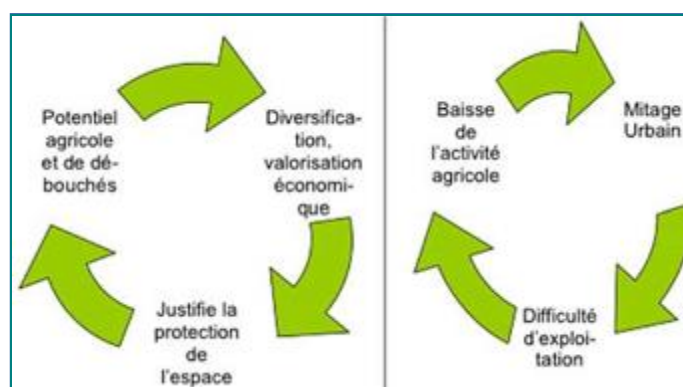 Potentiel
agricole
et de dé-
bouchés
Diversifica-
tion,
valorisation
économi-
que
Justifie la
protection
de
l'espace
Baisse
de
l'activité
agricole
Mitage
Urbain
Difficulté
d'exploi-
tation